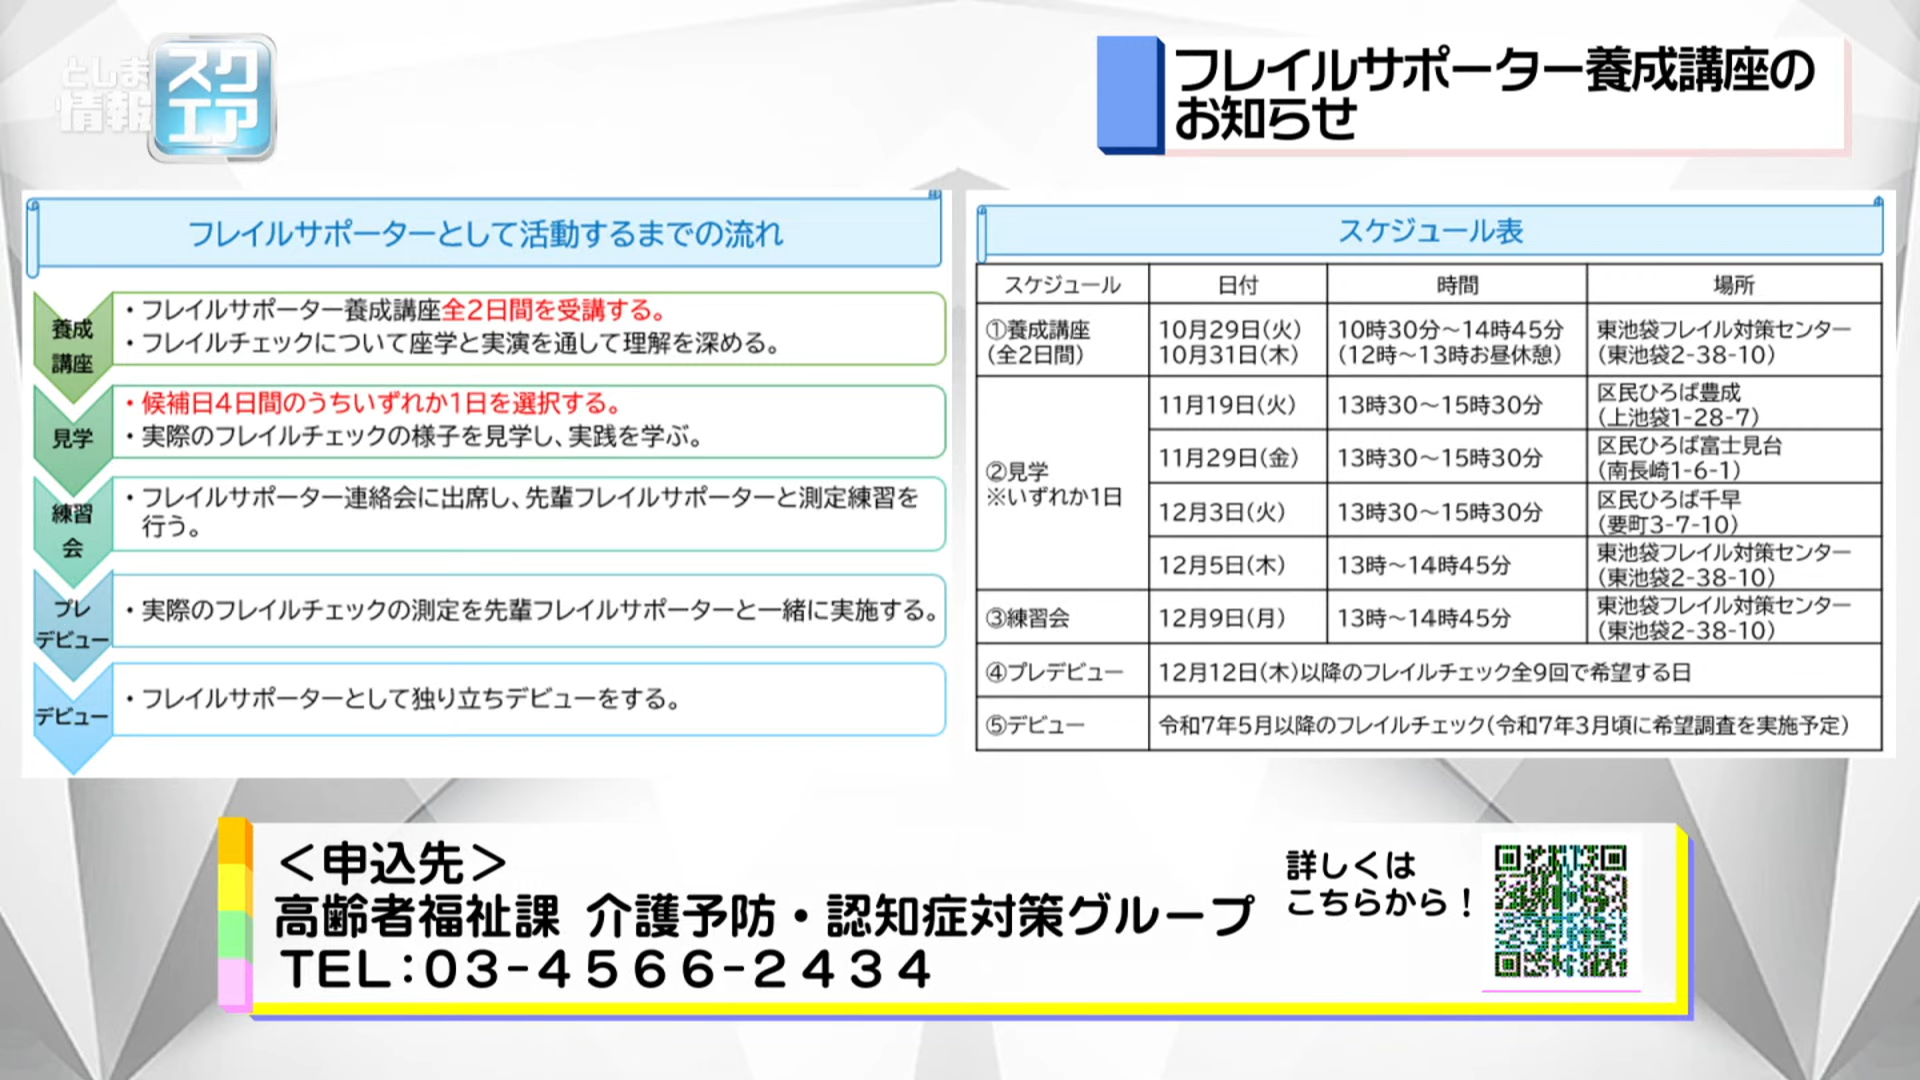 としま
情報
スク
エア
フレイルサポーター養成講座の
お知らせ
フレイルサポーターとして活動するまでの流れ
養成
講座
・フレイルサポーター養成講座全2日間を受講する。
・フレイルチェックについて座学と実演を通して理解を深める。
見学
・候補日4日間のうちいずれか1日を選択する。
・実際のフレイルチェックの様子を見学し、実践を学ぶ。
練習
会
・フレイルサポーター連絡会に出席し、先輩フレイルサポーターと測定練習を
行う。
プレ
デビュー
・実際のフレイルチェックの測定を先輩フレイルサポーターと一緒に実施する。
デビュー
・フレイルサポーターとして独り立ちデビューをする。
スケジュール表
スケジュール 日付 時間 場所
①養成講座 10月29日(火) 10時30分～14時45分 東池袋フレイル対策センター
(全2日間) 10月31日(木) (12時～13時お昼休憩) (東池袋2-38-10)
②見学
※いずれか1日
11月19日(火) 13時30～15時30分 区民ひろば豊成
(上池袋1-28-7)
11月29日(金) 13時30～15時30分 区民ひろば富士見台
(南長崎1-6-1)
12月3日(火) 13時30～15時30分 区民ひろば千早
(要町3-7-10)
12月5日(木) 13時～14時45分 東池袋フレイル対策センター
(東池袋2-38-10)
③練習会 12月9日(月) 13時～14時45分 東池袋フレイル対策センター
(東池袋2-38-10)
④プレデビュー 12月12日(木)以降のフレイルチェック全9回で希望する日
⑤デビュー 令和7年5月以降のフレイルチェック(令和7年3月頃に希望調査を実施予定)
＜申込先＞
高齢者福祉課 介護予防・認知症対策グループ
TEL:03-4566-2434
詳しくは
こちらから！